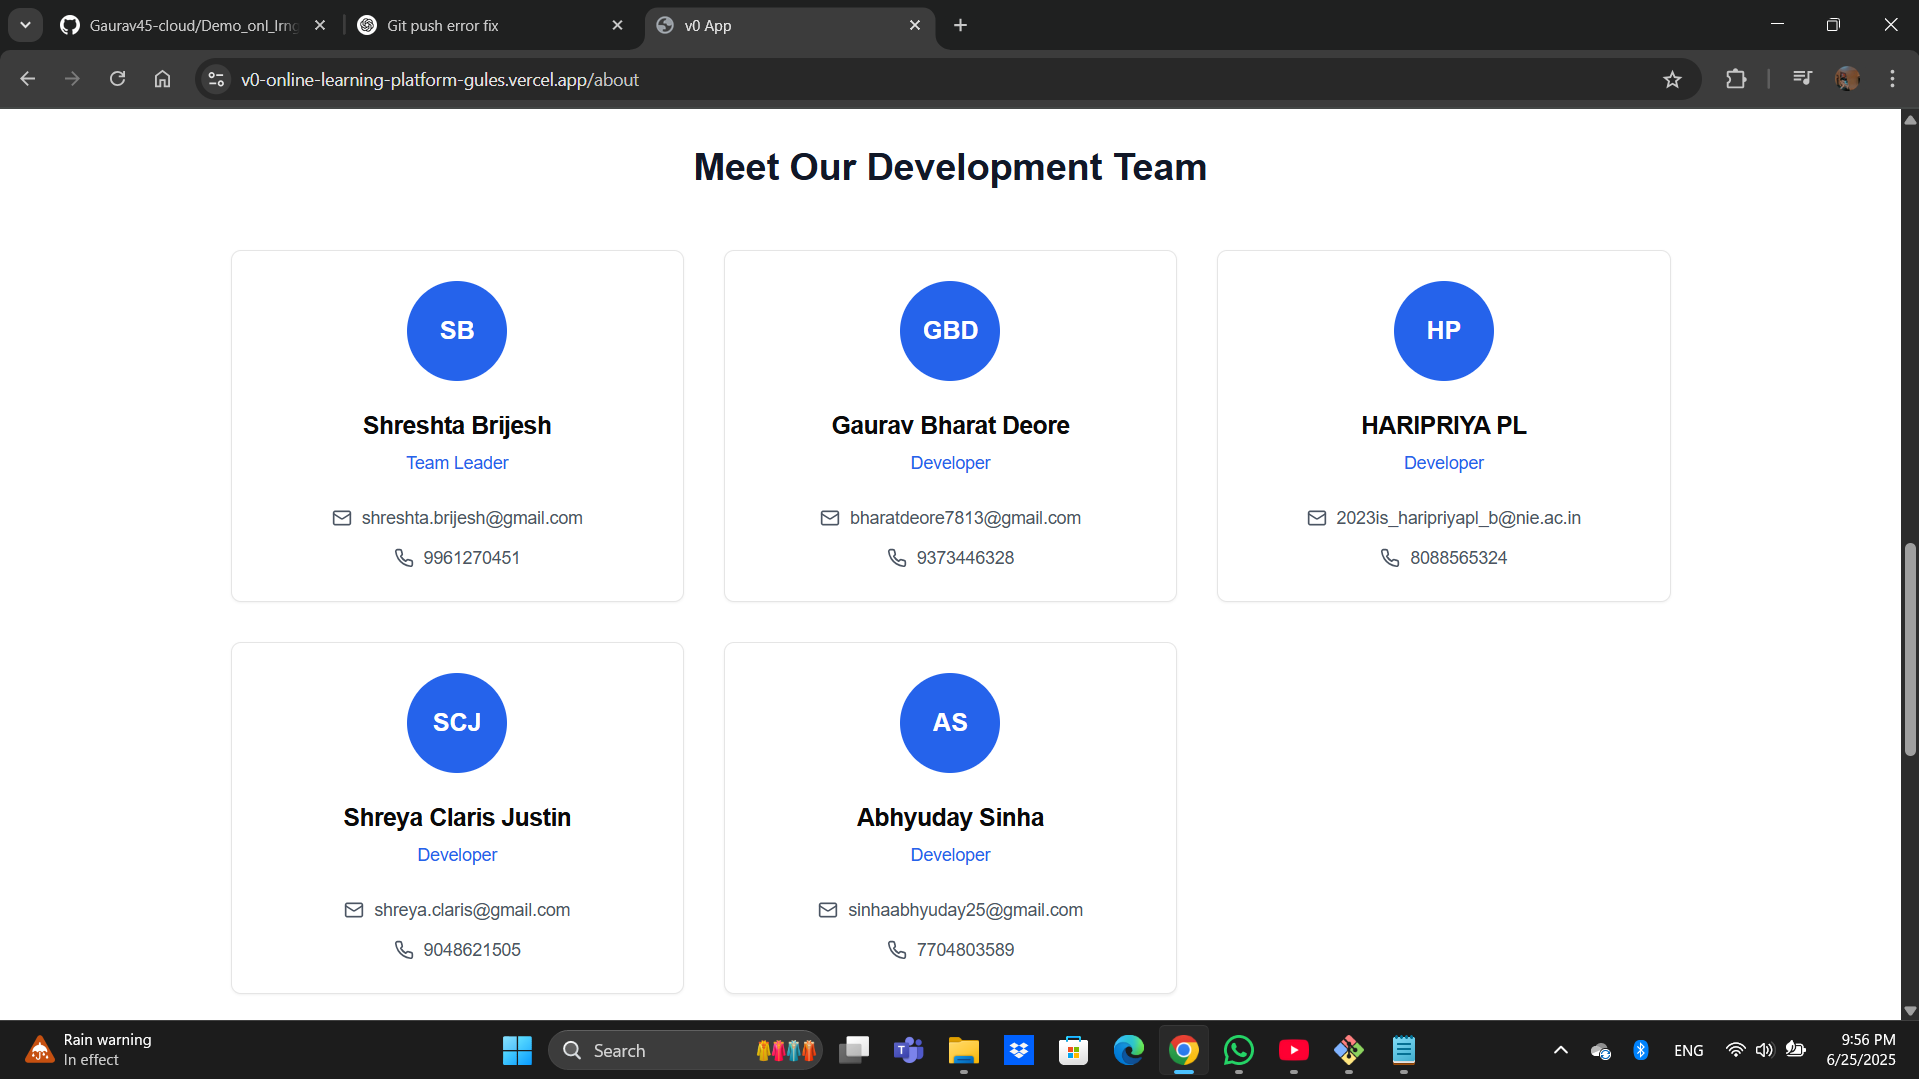 Gaurav45-cloud/Demo_onl_lrng
Git push error fix
v0 App
v0-online-learning-platform-gules.vercel.app/about
Meet Our Development Team
SB
Shreshta Brijesh
Team Leader
shreshta.brijesh@gmail.com
9961270451
GBD
Gaurav Bharat Deore
Developer
bharatdeore7813@gmail.com
9373446328
HP
HARIPRIYA PL
Developer
2023is_haripriyapl_b@nie.ac.in
8088565324
SCJ
Shreya Claris Justin
Developer
shreya.claris@gmail.com
9048621505
AS
Abhyuday Sinha
Developer
sinhaabhyuday25@gmail.com
7704803589
Rain warning
In effect
Search
ENG
9:56 PM
6/25/2025